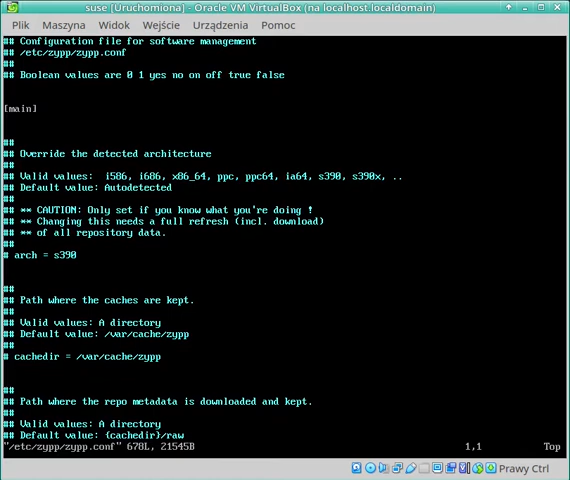 suse [Uruchomiona] - Oracle VM VirtualBox (na localhost.localdomain)
Plik Maszyna Widok Wejście Urządzenia Pomoc
## Configuration file for software management
## /etc/zypp/zypp.conf
##
## Boolean values are 0 1 yes no on off true false
[main]
##
## Override the detected architecture
##
## Valid values:  i586, i686, x86_64, ppc, ppc64, ia64, s390, s390x, ..
## Default value: Autodetected
##
## ** CAUTION: Only set if you know what you're doing !
## ** Changing this needs a full refresh (incl. download)
## ** of all repository data.
##
# arch = s390
##
## Path where the caches are kept.
##
## Valid values: A directory
## Default value: /var/cache/zypp
##
# cachedir = /var/cache/zypp
##
## Path where the repo metadata is downloaded and kept.
##
## Valid values: A directory
## Default value: {cachedir}/raw
"/etc/zypp/zypp.conf" 678L, 21545B 1,1 Top
Prawy Ctrl